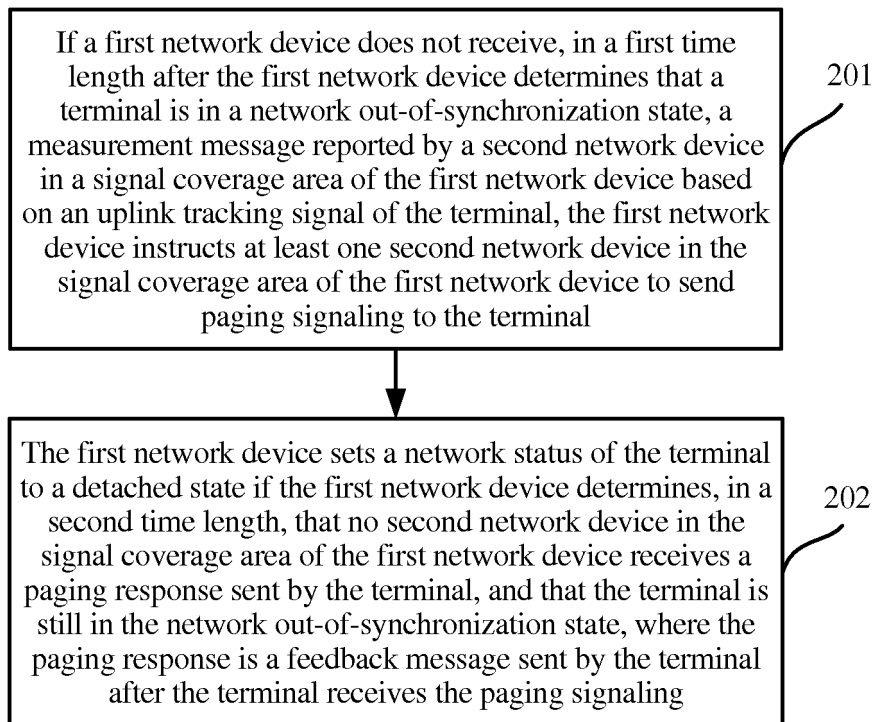 If a first network device does not receive, in a first time
length after the first network device determines that a
terminal is in a network out-of-synchronization state, a
measurement message reported by a second network device
in a signal coverage area of the first network device based
on an uplink tracking signal of the terminal, the first network
device instructs at least one second network device in the
signal coverage area of the first network device to send
paging signaling to the terminal
201
The first network device sets a network status of the terminal
to a detached state if the first network device determines, in a
second time length, that no second network device in the
signal coverage area of the first network device receives a
paging response sent by the terminal, and that the terminal is
still in the network out-of-synchronization state, where the
paging response is a feedback message sent by the terminal
after the terminal receives the paging signaling
202